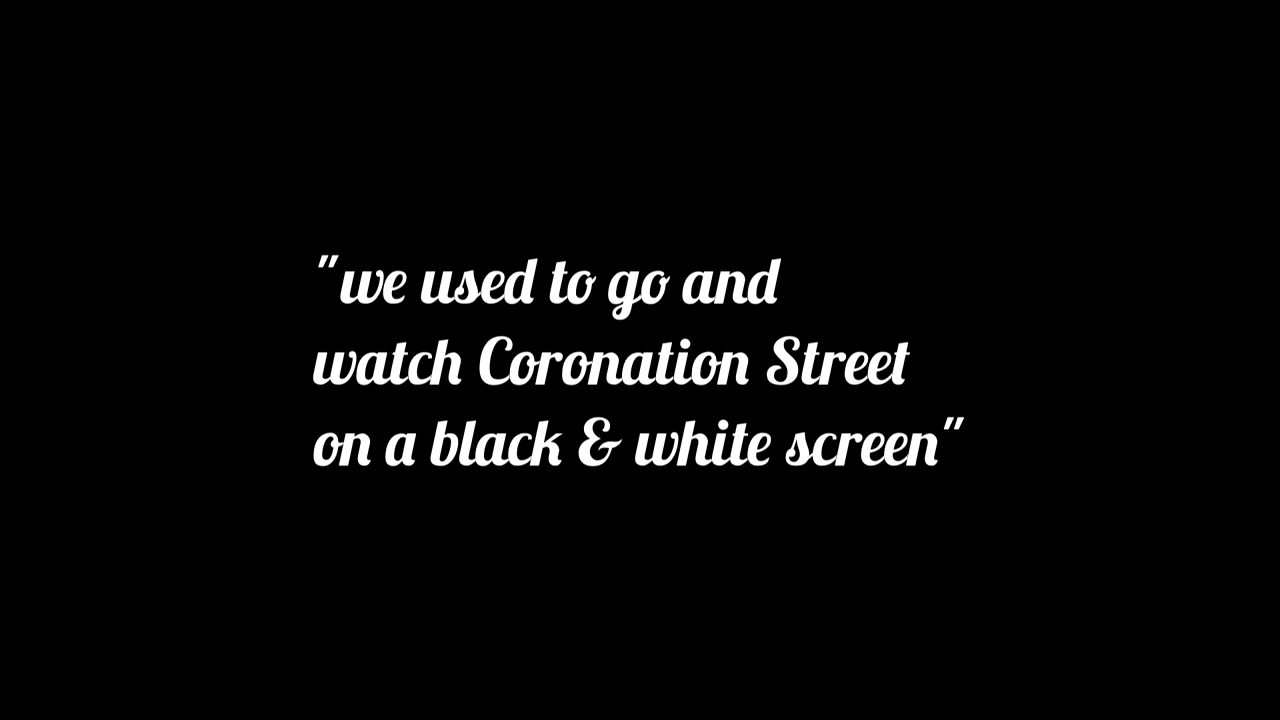 "we used to go and
watch Coronation Street
on a black & white screen"